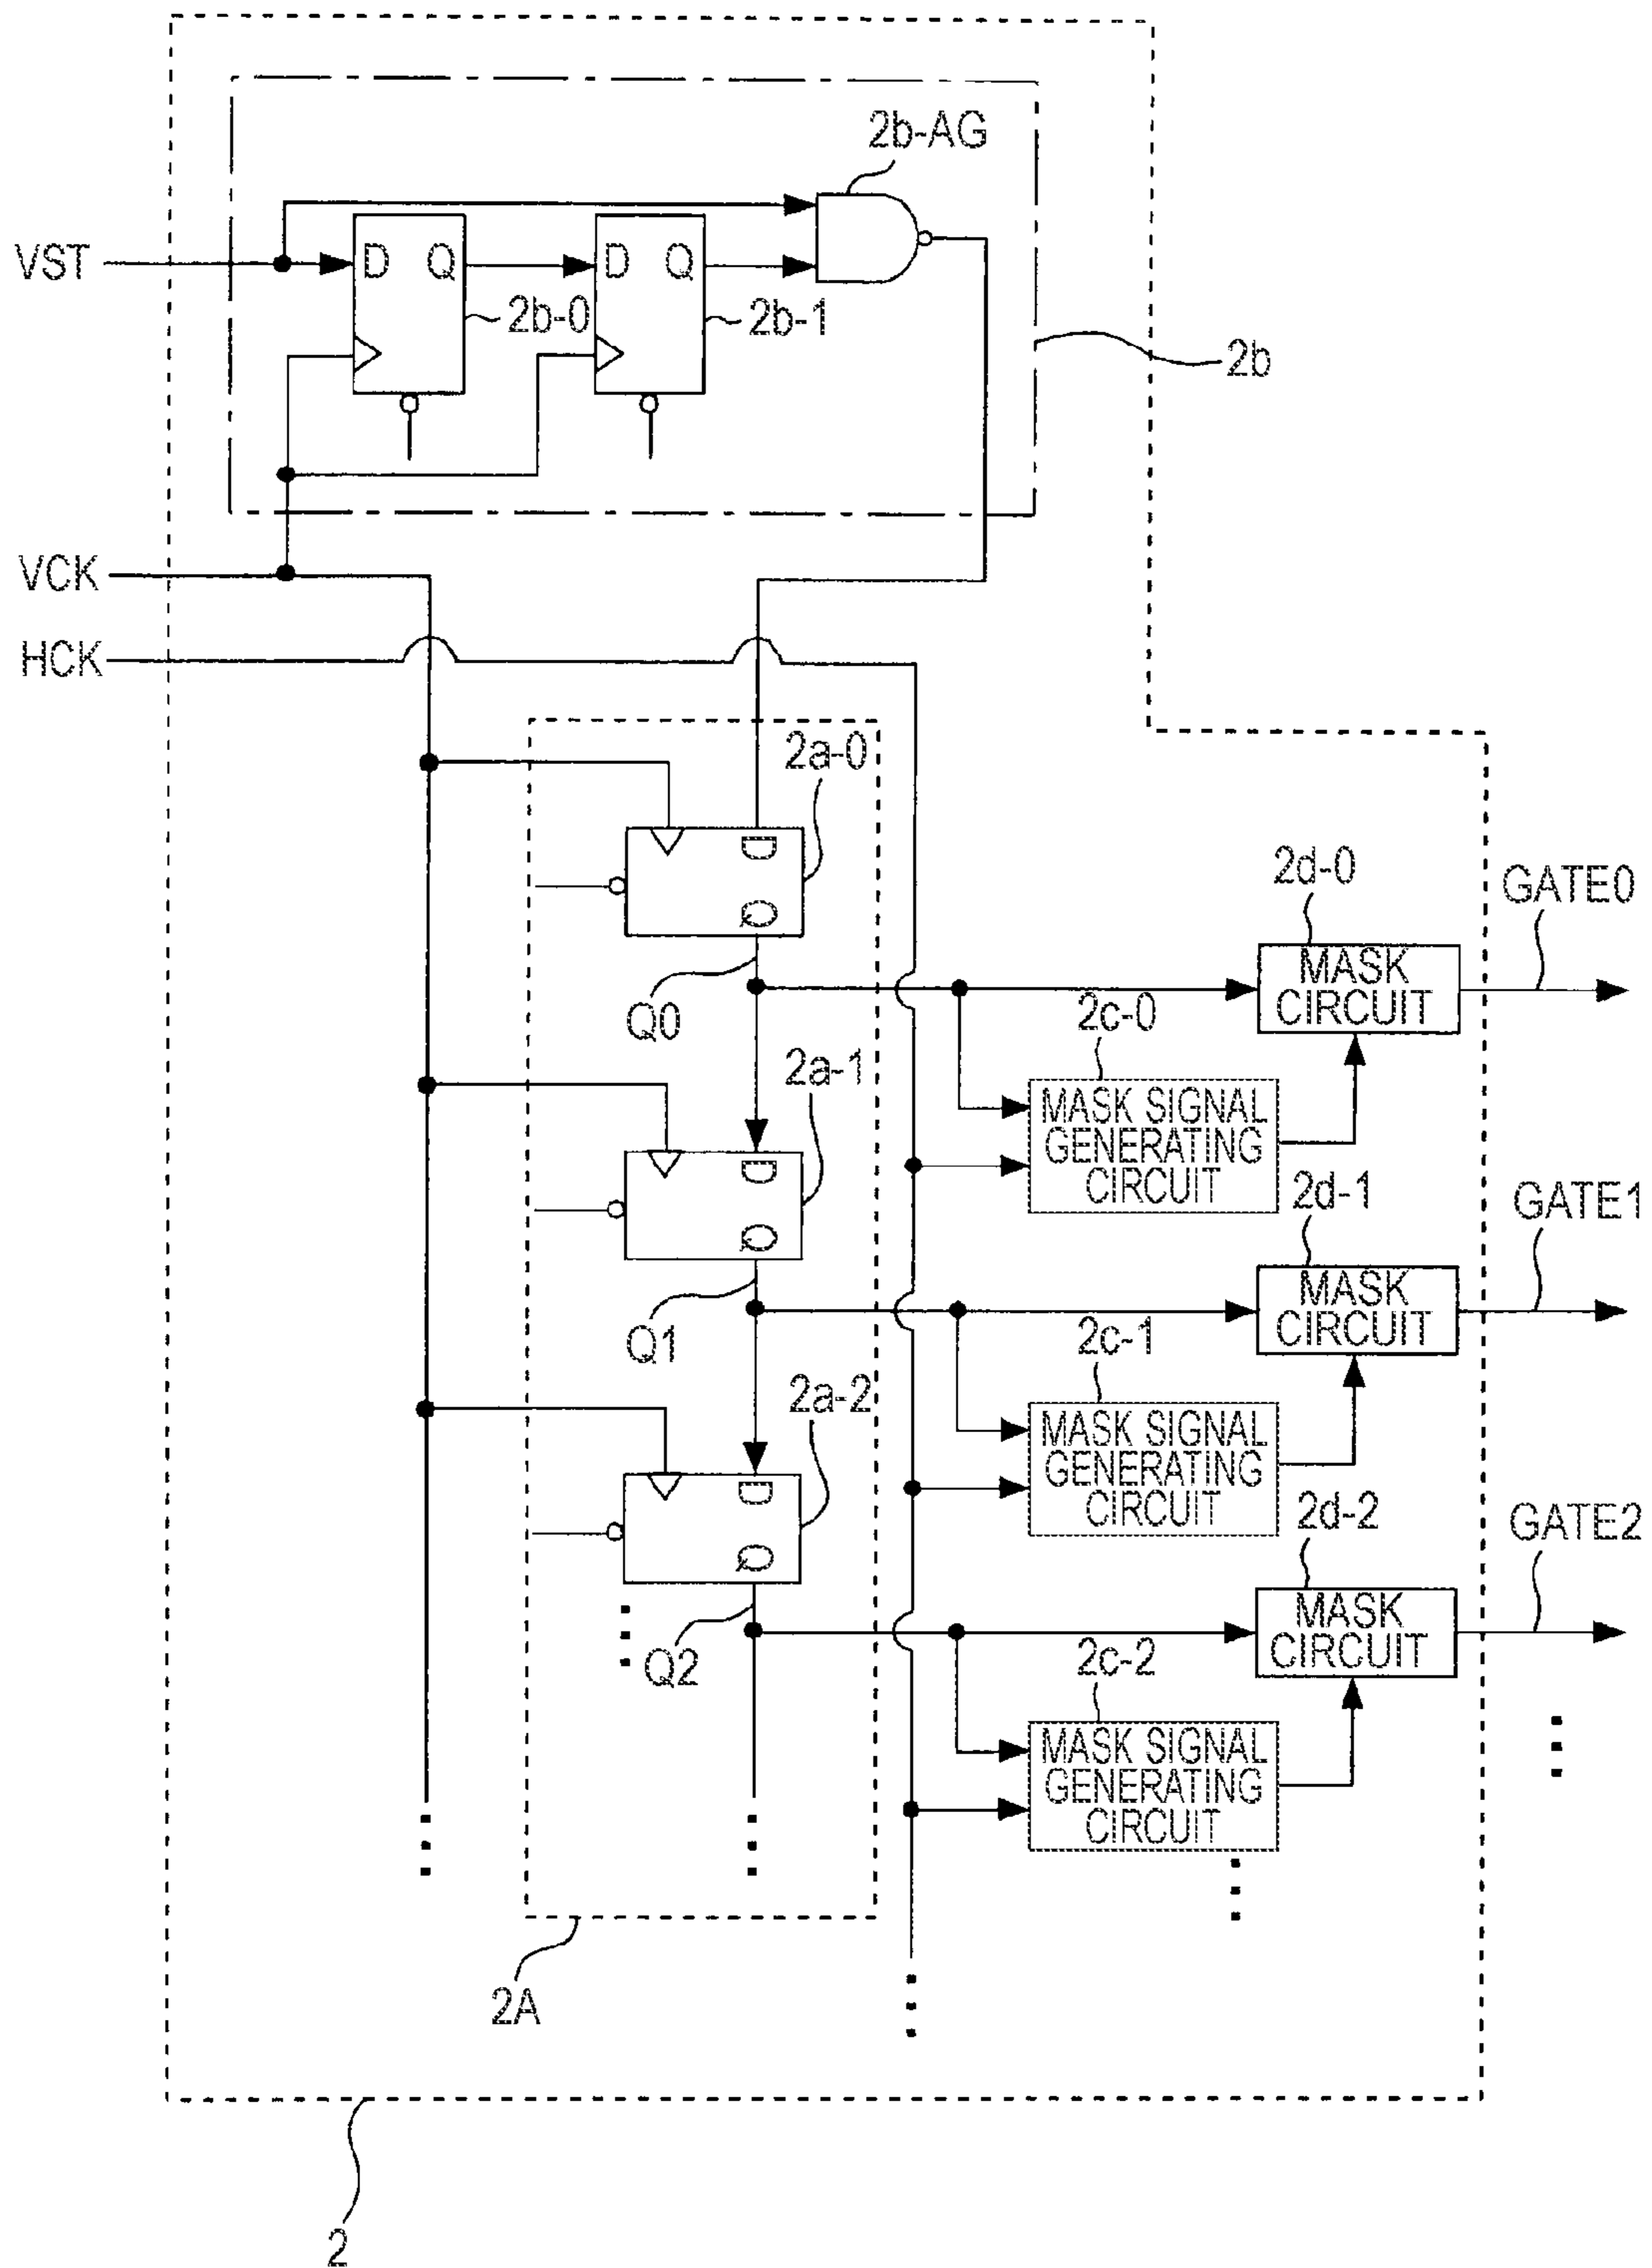 2b-AG
VST
D Q
D Q
2b-0
2b-1
2b
VCK
HCK
2a-0
D
Q
Q0
2d-0
GATE0
MASK
CIRCUIT
2c-0
MASK SIGNAL
GENERATING
CIRCUIT
2a-1
D
Q
Q1
2d-1
GATE1
MASK
CIRCUIT
2c-1
MASK SIGNAL
GENERATING
CIRCUIT
2a-2
D
Q
Q2
2d-2
GATE2
MASK
CIRCUIT
2c-2
MASK SIGNAL
GENERATING
CIRCUIT
2A
2